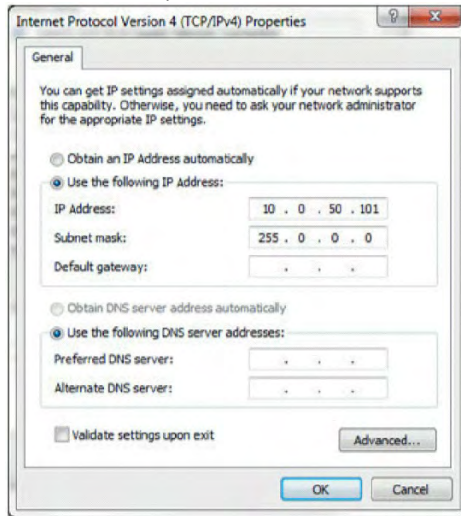 Internet Protocol Version 4 (TCP/IPv4) Properties
General
You can get IP settings assigned automatically if your network supports
this capability. Otherwise, you need to ask your network administrator
for the appropriate IP settings.
Obtain an IP Address automatically
Use the following IP Address:
IP Address: 10 . 0 . 50 . 101
Subnet mask: 255 . 0 . 0 . 0
Default gateway: . . .
Obtain DNS server address automatically
Use the following DNS server addresses:
Preferred DNS server: . . .
Alternate DNS server: . . .
Validate settings upon exit
Advanced...
OK Cancel